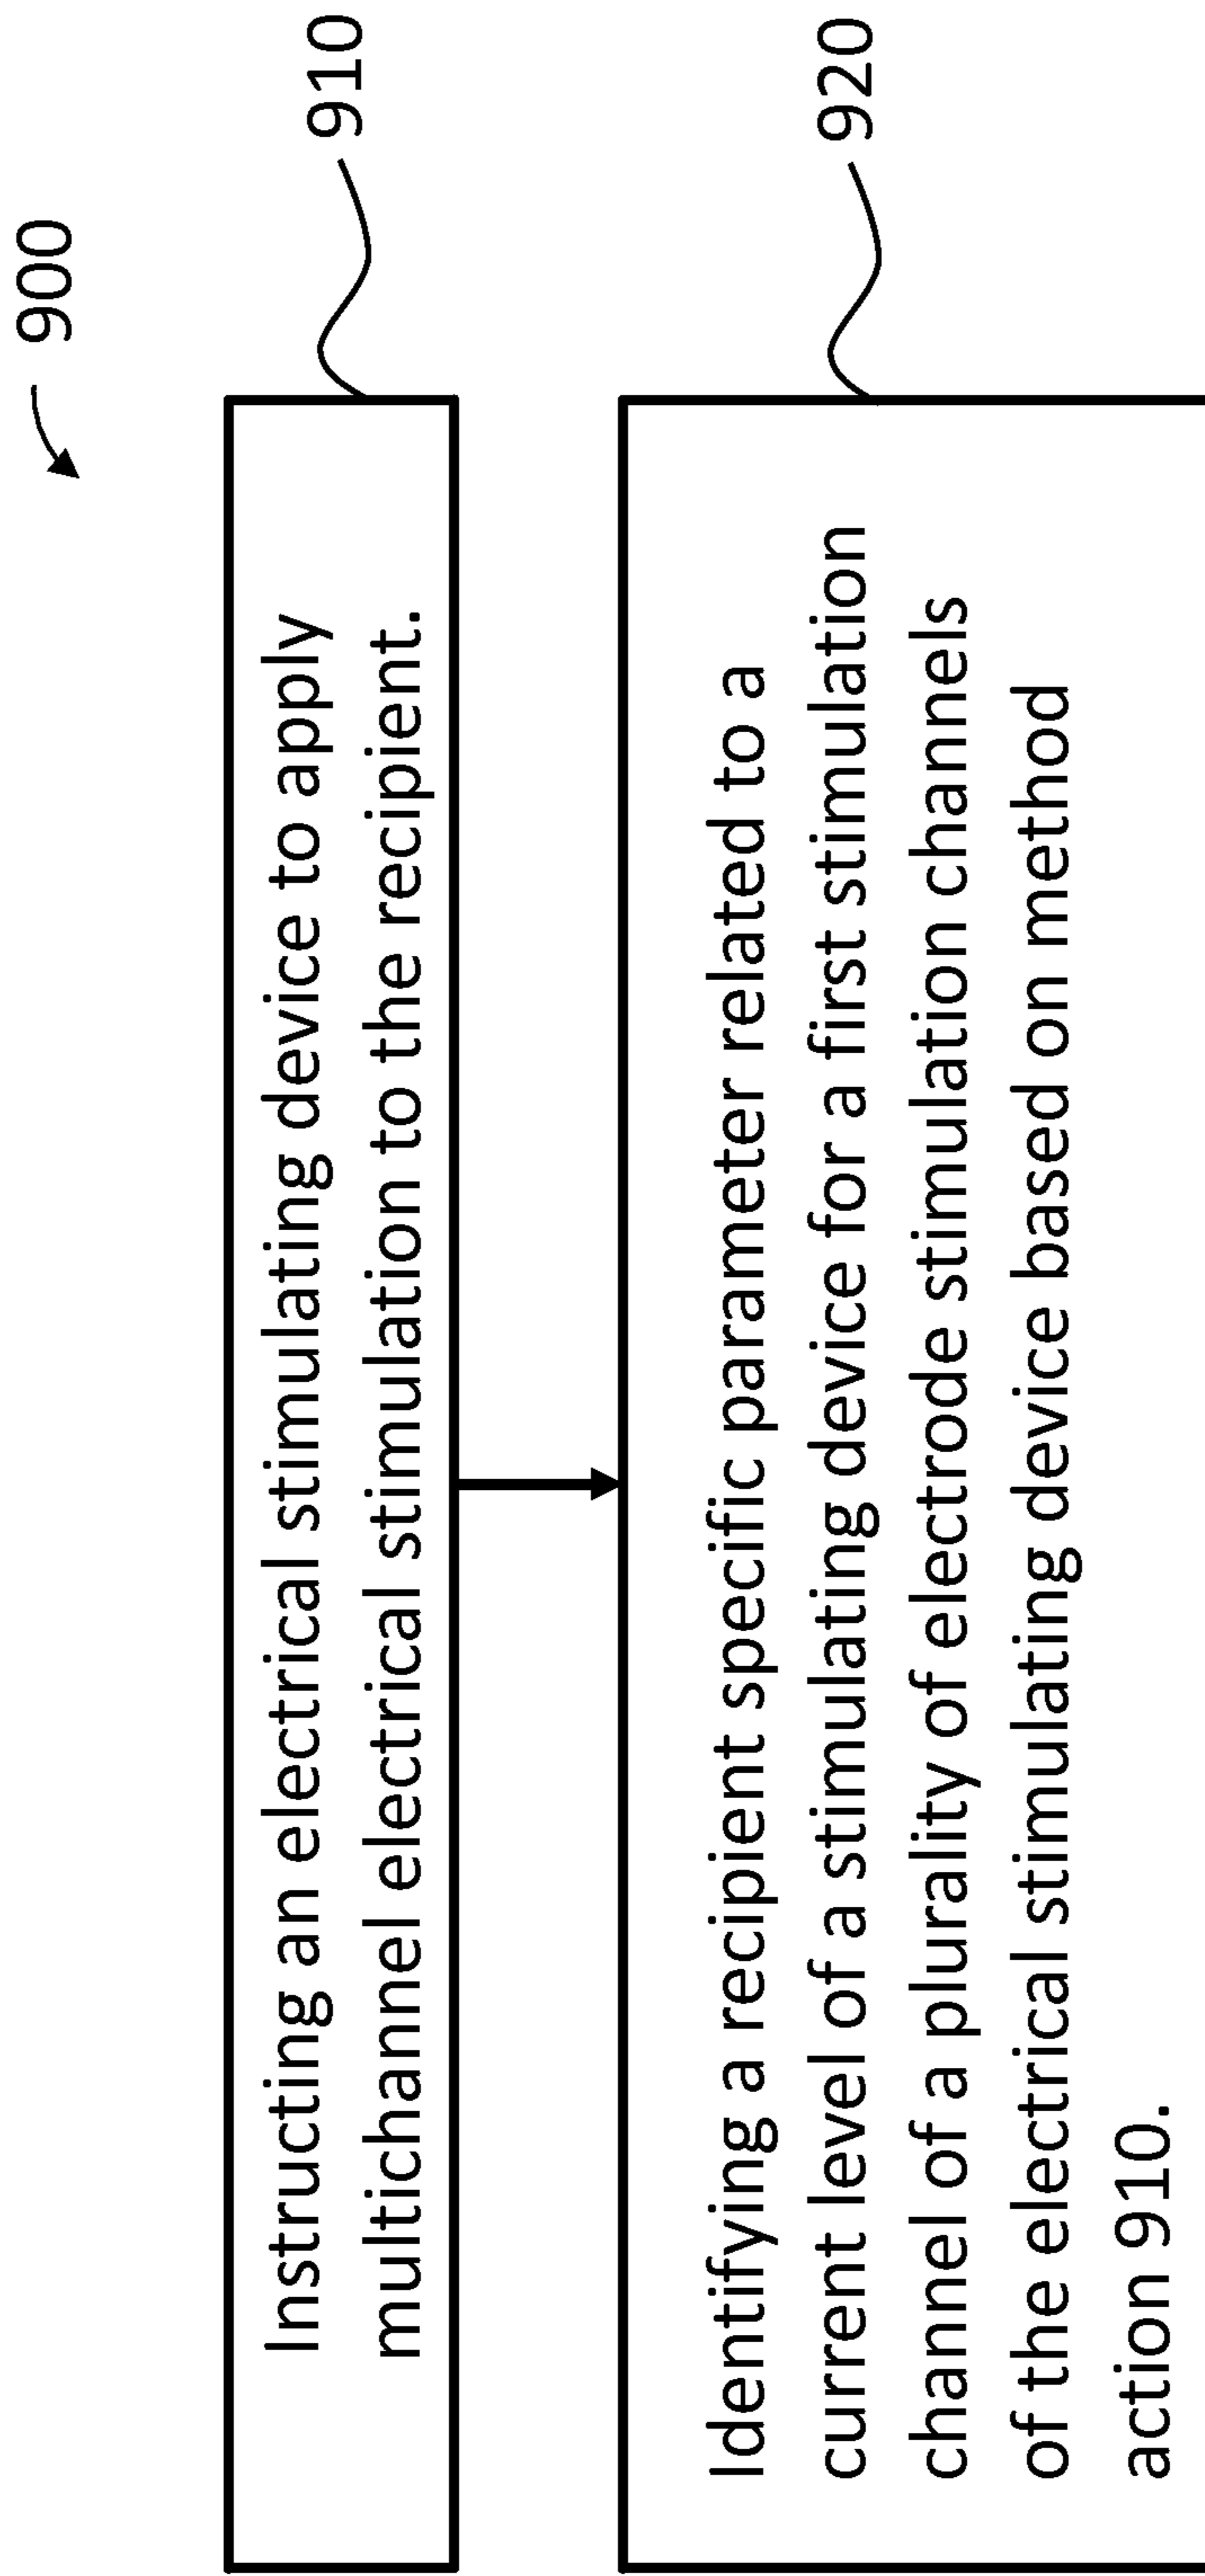 900
910
Instructing an electrical stimulating device to apply
multichannel electrical stimulation to the recipient.
920
Identifying a recipient specific parameter related to a
current level of a stimulating device for a first stimulation
channel of a plurality of electrode stimulation channels
of the electrical stimulating device based on method
action 910.